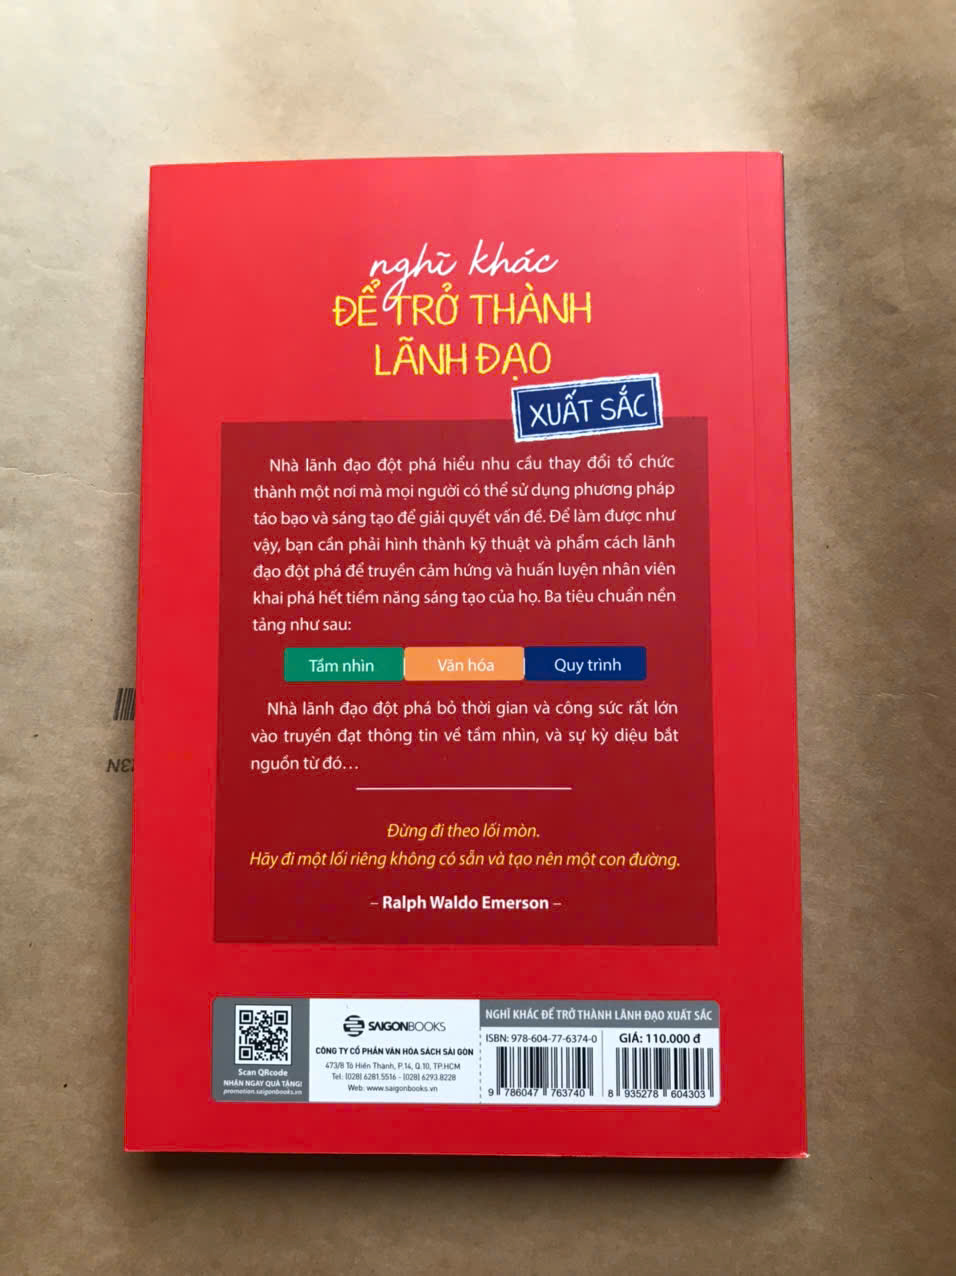 nghĩ khác
ĐỂ TRỞ THÀNH
LÃNH ĐẠO
XUẤT SẮC
Nhà lãnh đạo đột phá hiểu nhu cầu thay đổi tổ chức
thành một nơi mà mọi người có thể sử dụng phương pháp
táo bạo và sáng tạo để giải quyết vấn đề. Để làm được như
vậy, bạn cần phải hình thành kỹ thuật và phẩm cách lãnh
đạo đột phá để truyền cảm hứng và huấn luyện nhân viên
khai phá hết tiềm năng sáng tạo của họ. Ba tiêu chuẩn nền
tảng như sau:
Tầm nhìn
Văn hóa
Quy trình
Nhà lãnh đạo đột phá bỏ thời gian và công sức rất lớn
vào truyền đạt thông tin về tầm nhìn, và sự kỳ diệu bắt
nguồn từ đó…
Đừng đi theo lối mòn.
Hãy đi một lối riêng không có sẵn và tạo nên một con đường.
– Ralph Waldo Emerson –
Scan QRcode
NHẬN NGAY QUÀ TẶNG!
promotion.saigonbooks.vn
SAIGONBOOKS
CÔNG TY CỔ PHẦN VĂN HÓA SÁCH SÀI GÒN
473/8 Tô Hiến Thành, P.14, Q.10, TP.HCM
Tel: (028) 6281.5516 - (028) 6293.8228
Web: www.saigonbooks.vn
NGHĨ KHÁC ĐỂ TRỞ THÀNH LÃNH ĐẠO XUẤT SẮC
ISBN: 978-604-77-6374-0
9 786047 763740
GIÁ: 110.000 đ
8 935278 604303